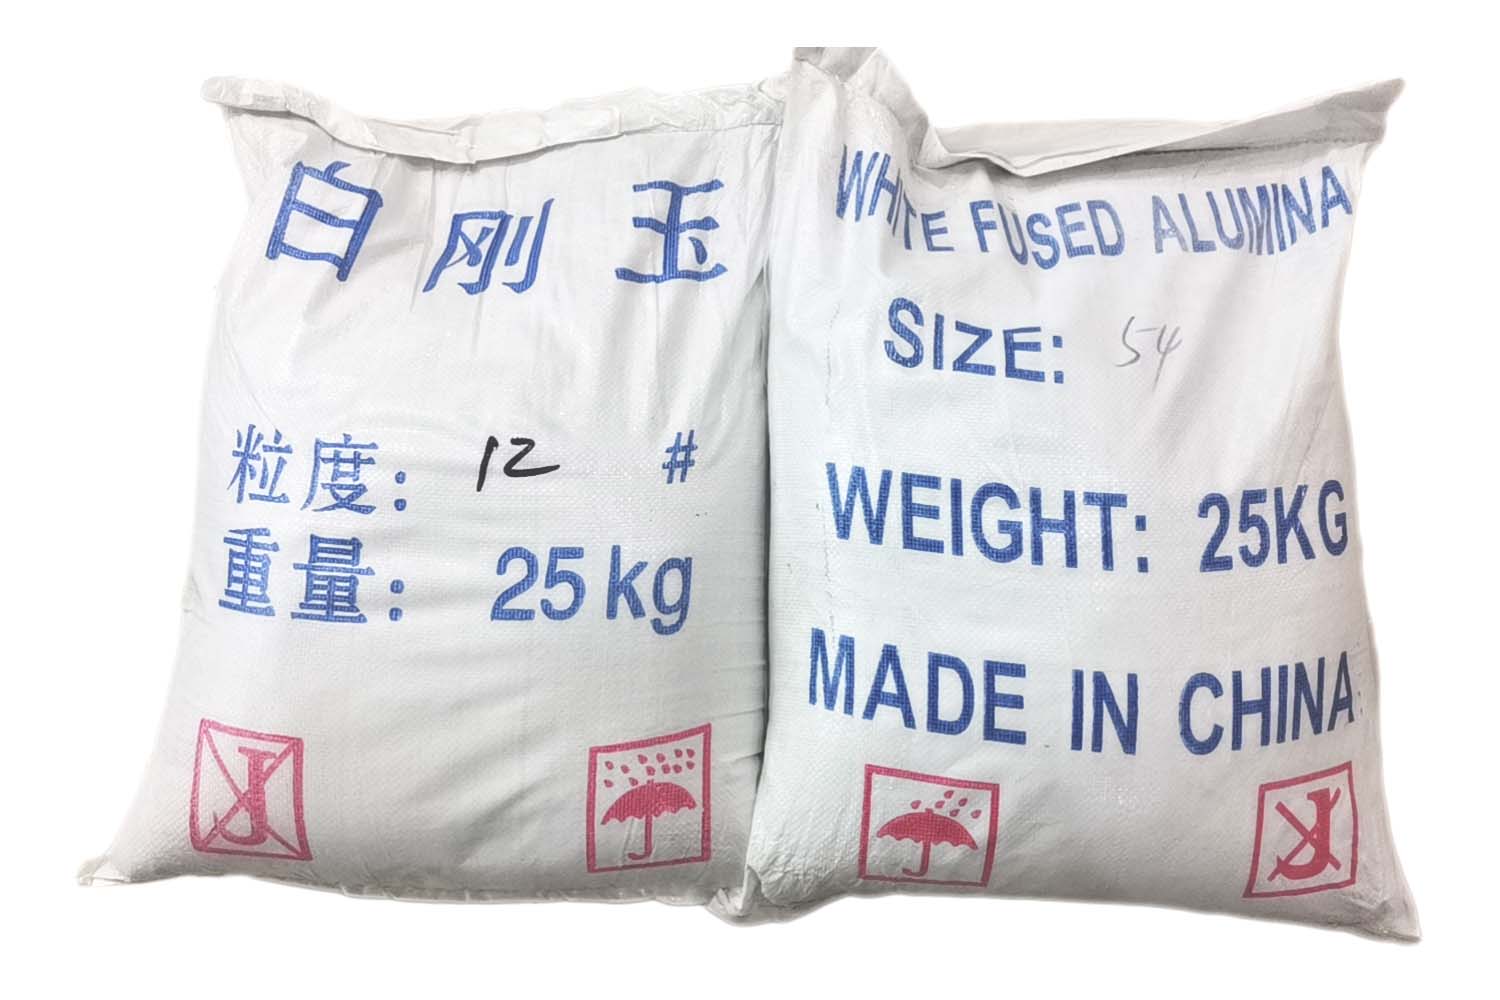 白刚玉
粒度： 12 #
重量： 25kg
WHITE FUSED ALUMINA
SIZE: 54
WEIGHT: 25KG
MADE IN CHINA